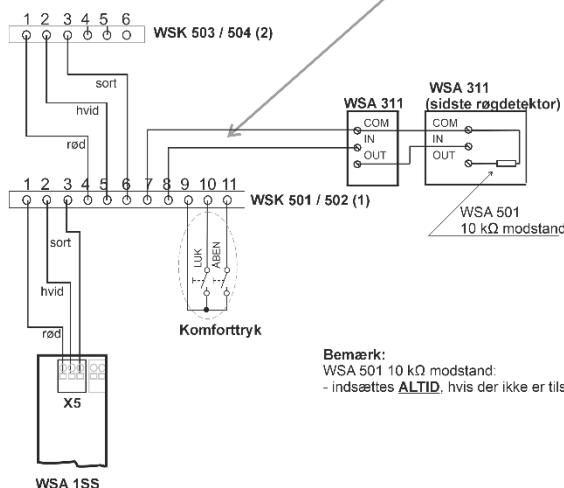 1 2 3 4 5 6
WSK 503 / 504 (2)
sort
hvid
rød
WSA 311
COM
IN
OUT
WSA 311
(sidste røgdetektor)
COM
IN
OUT
1 2 3 4 5 6 7 8 9 10 11
WSK 501 / 502 (1)
WSA 501
10 kΩ modstand
sort
hvid
rød
LUK
ÅBEN
Komforttryk
X5
WSA 1SS
Bemærk:
WSA 501 10 kΩ modstand:
- indsættes ALTID, hvis der ikke er tils